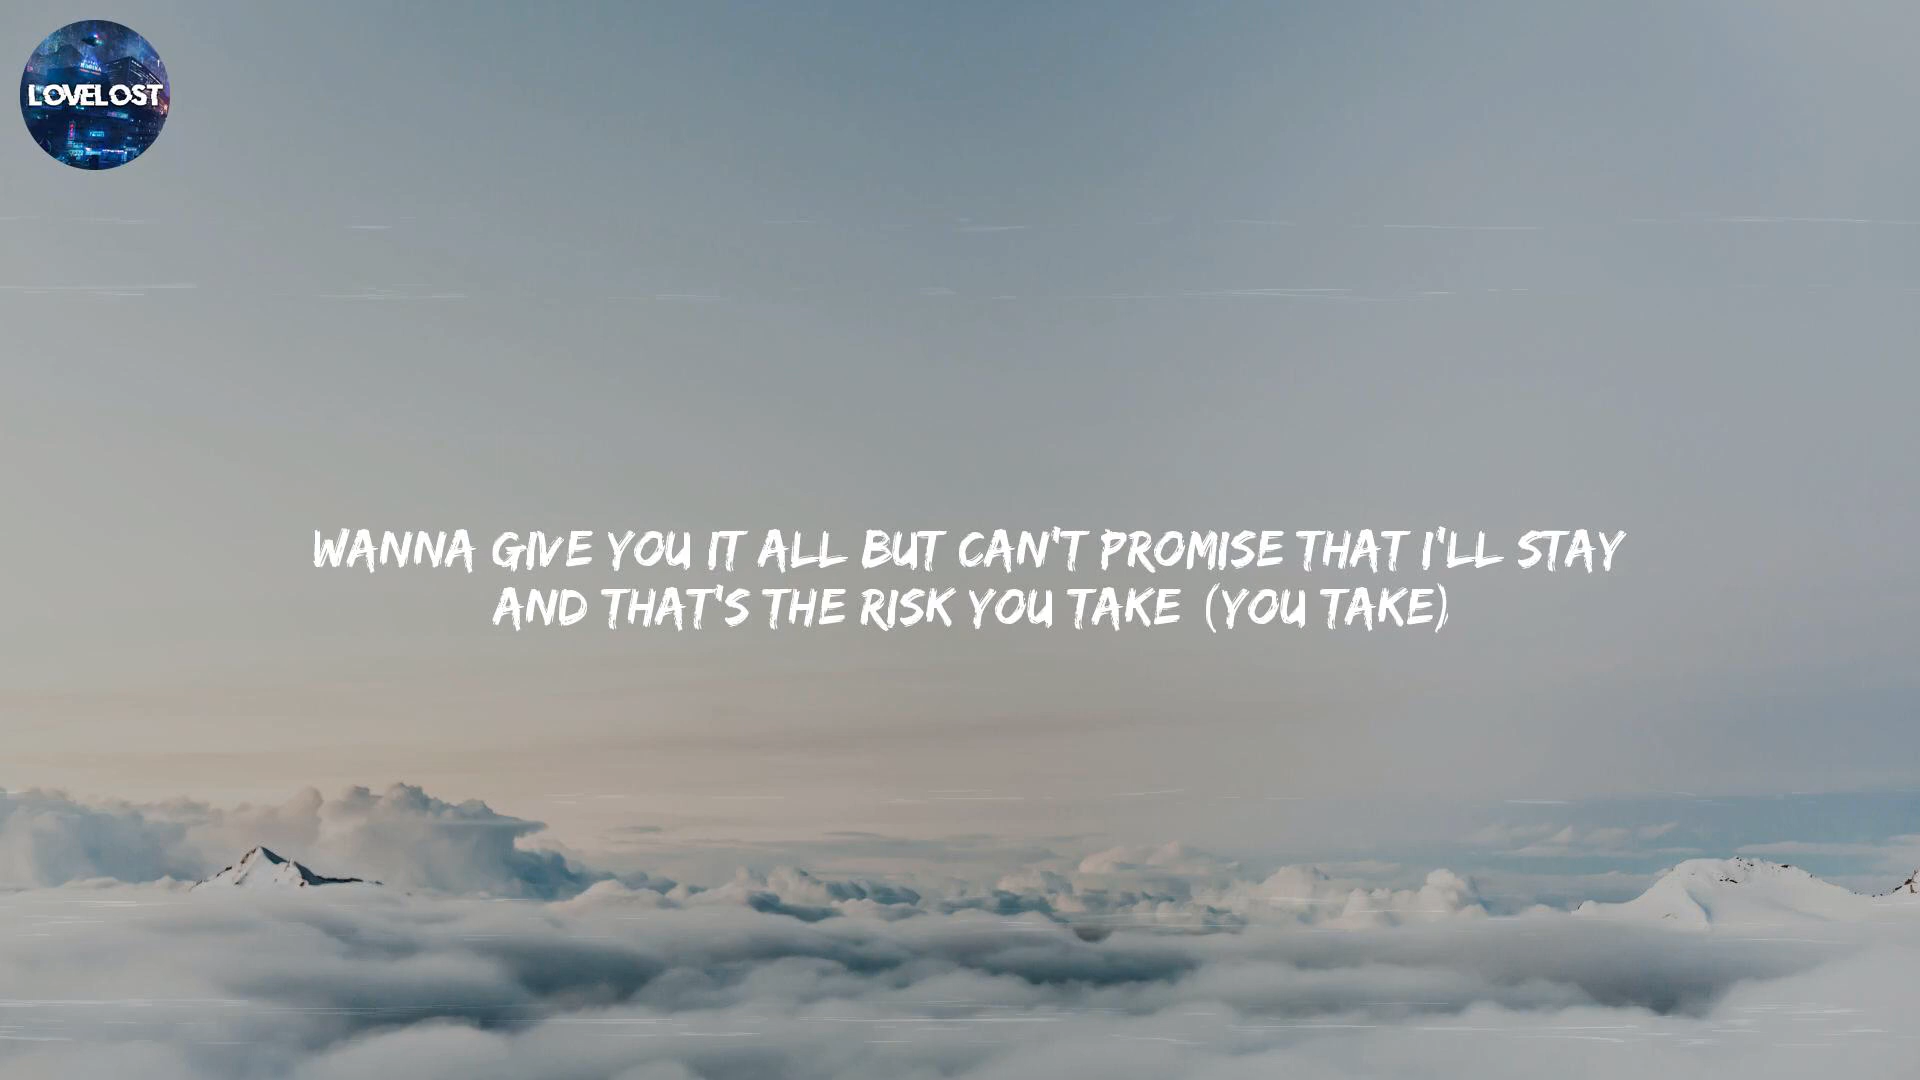 LOVELOST
WANNA GIVE YOU IT ALL BUT CAN'T PROMISE THAT I'LL STAY
AND THAT'S THE RISK YOU TAKE (YOU TAKE)